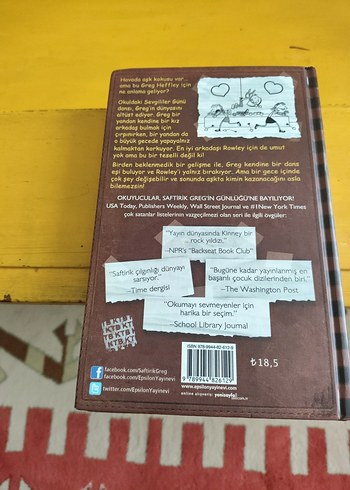 Havada aşk kokusu var...
ama bu Greg Heffley için
ne anlama geliyor?
Okuldaki Sevgililer Günü
dansı, Greg'in dünyasını
altüst ediyor. Greg bir
yandan kendine bir kız
arkadaş bulmak için
çırpınırken, bir yandan da
o büyük gecede yapayalnız
kalmaktan korkuyor. En iyi arkadaşı Rowley için de umut
yok ama bu bir teselli değil ki!
Birden beklenmedik bir gelişme ile, Greg kendine bir dans
eşi buluyor ve Rowley'i yalnız bırakıyor. Ama bir gece içinde
çok şey değişebilir ve sonunda aşkta kimin kazanacağını asla
bilemezsin!
OKUYUCULAR, SAFTİRİK GREG'İN GÜNLÜĞÜ'NE BAYILIYOR!
USA Today, Publishers Weekly, Wall Street Journal ve #1 New York Times
çok satanlar listelerinin vazgeçilmezi olan seri ile ilgili övgüler:
"Yayın dünyasında Kinney bir
... rock yıldızı."
-NPR's "Backseat Book Club"
"Saftirik çılgınlığı dünyayı
sarsıyor."
-Time dergisi
"Bugüne kadar yayınlanmış en
başarılı çocuk dizilerinden biri."
-The Washington Post
"Okumayı sevmeyenler için
harika bir seçim."
-School Library Journal
facebook.com/SaftirikGreg
facebook.com/EpsilonYayinevi
twitter.com/EpsilonYayinevi
ISBN 978-9944-82-612-9
9 789944 826129
www.epsilonyayinevi.com
₺18,5